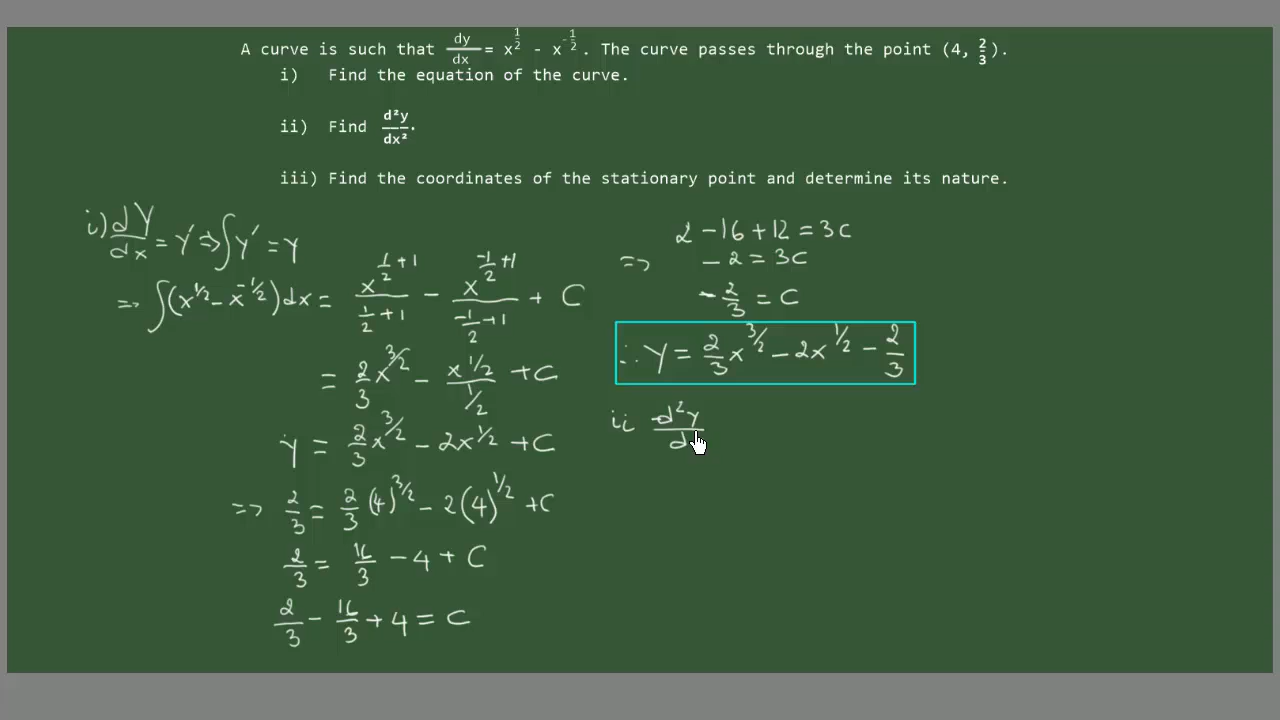 A curve is such that dy/dx = x^1/2 - x^-1/2. The curve passes through the point (4, 2/3).
i) Find the equation of the curve.
ii) Find d²y/dx².
iii) Find the coordinates of the stationary point and determine its nature.
i) dy/dx = y' => ∫y' = y
=> ∫(x^1/2 - x^-1/2)dx = x^(1/2+1)/(1/2+1) - x^(-1/2+1)/(-1/2+1) + C
= 2/3 x^3/2 - x^1/2/(1/2) + C
y = 2/3 x^3/2 - 2x^1/2 + C
=> 2/3 = 2/3 (4)^3/2 - 2(4)^1/2 + C
2/3 = 16/3 - 4 + C
2/3 - 16/3 + 4 = C
2 - 16 + 12 = 3C
=> - 2 = 3C
- 2/3 = C
∴ y = 2/3 x^3/2 - 2x^1/2 - 2/3
ii d²y/d